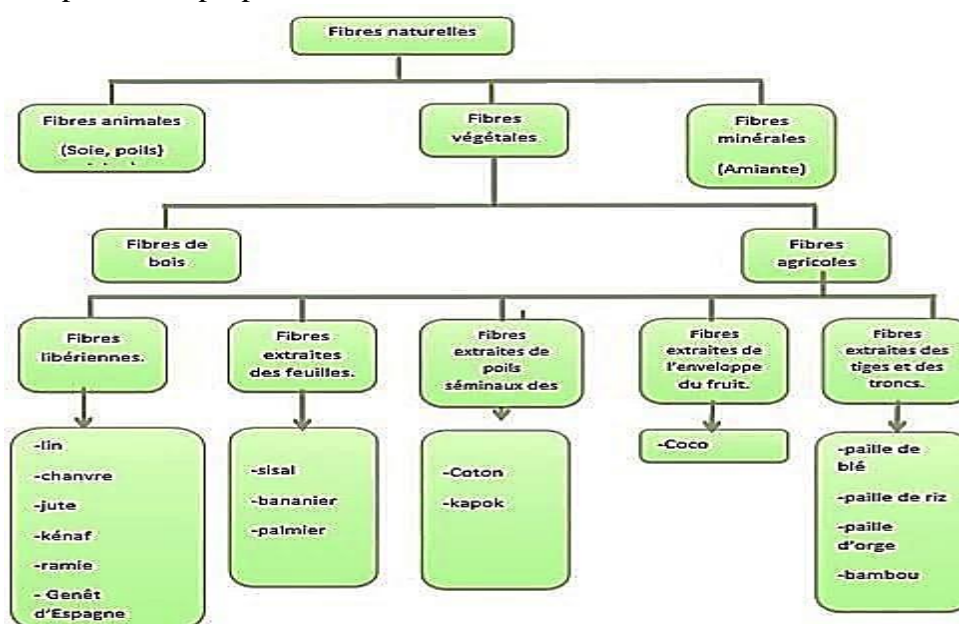 Fibres naturelles
Fibres animales
(Soie, poils)
Fibres
végétales
Fibres
minérales
(Amiante)
Fibres de
bois
Fibres
agricoles
Fibres
libériennes.
Fibres
extraites
des feuilles.
Fibres
extraites de
poils
séminaux des
Fibres
extraites de
l'enveloppe
du fruit.
Fibres
extraites des
tiges et des
troncs.
-lin
-chanvre
-jute
-kénaf
-ramie
- Genêt
d'Espagne
-sisal
-bananier
-palmier
-Coton
-kapok
-Coco
-paille de
blé
-paille de riz
-paille
d'orge
-bambou